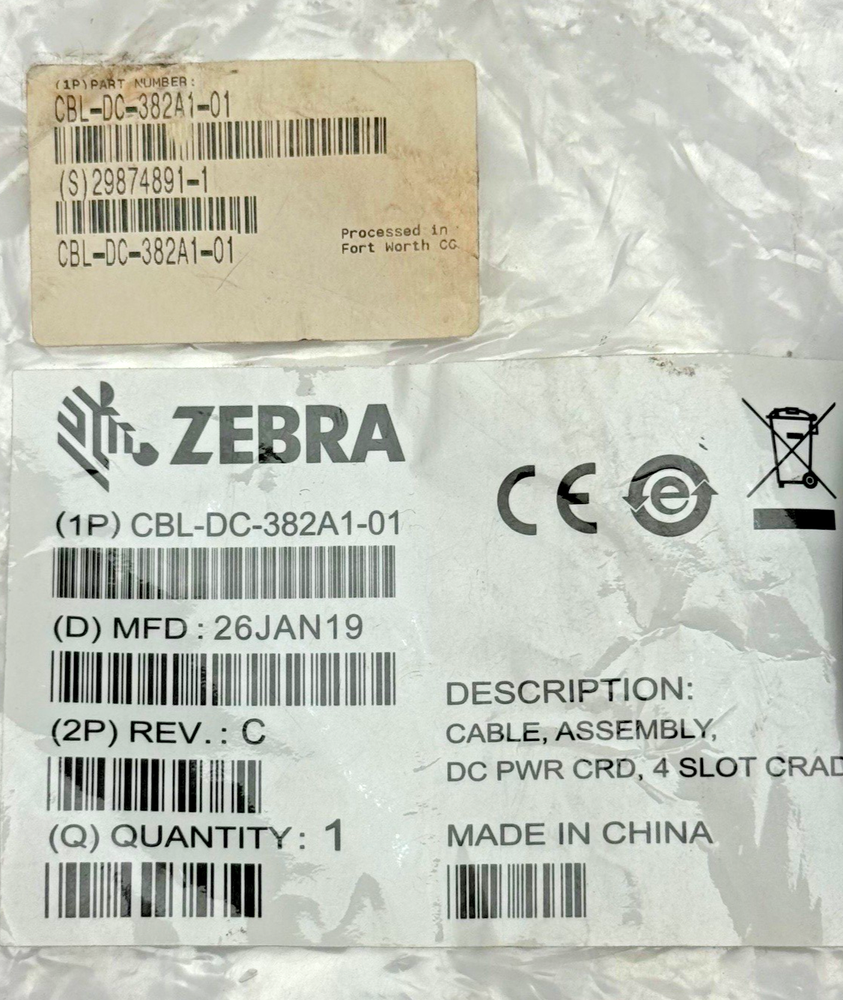 (1P)PART NUMBER:
CBL-DC-382A1-01
(S)29874891-1
CBL-DC-382A1-01
Processed in
Fort Worth CG
ZEBRA
CE
e
(1P) CBL-DC-382A1-01
(D) MFD : 26JAN19
(2P) REV. : C
(Q) QUANTITY : 1
DESCRIPTION:
CABLE, ASSEMBLY,
DC PWR CRD, 4 SLOT CRAD
MADE IN CHINA